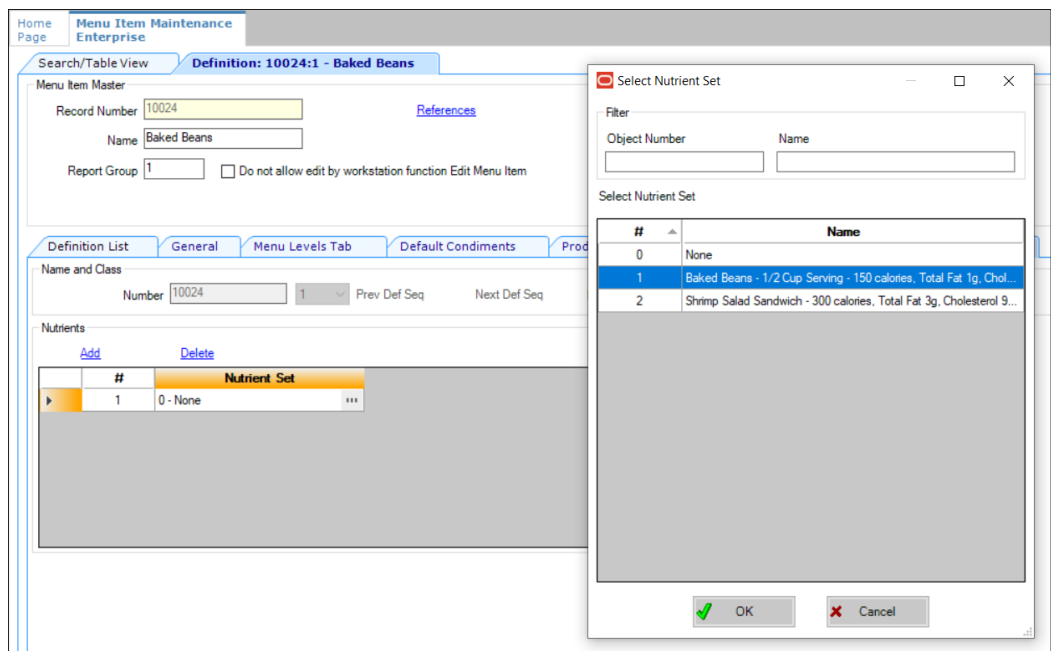 Home Page
Menu Item Maintenance Enterprise
Search/Table View
Definition: 10024:1 - Baked Beans
Menu Item Master
Record Number 10024
References
Name Baked Beans
Report Group 1
Do not allow edit by workstation function Edit Menu Item
Definition List
General
Menu Levels Tab
Default Condiments
Prod
Name and Class
Number 10024 1 Prev Def Seq Next Def Seq
Nutrients
Add
Delete
# Nutrient Set
1 0 - None ...
Select Nutrient Set
Filter
Object Number
Name
Select Nutrient Set
# Name
0 None
1 Baked Beans - 1/2 Cup Serving - 150 calories, Total Fat 1g, Chol...
2 Shrimp Salad Sandwich - 300 calories, Total Fat 3g, Cholesterol 9...
OK
Cancel